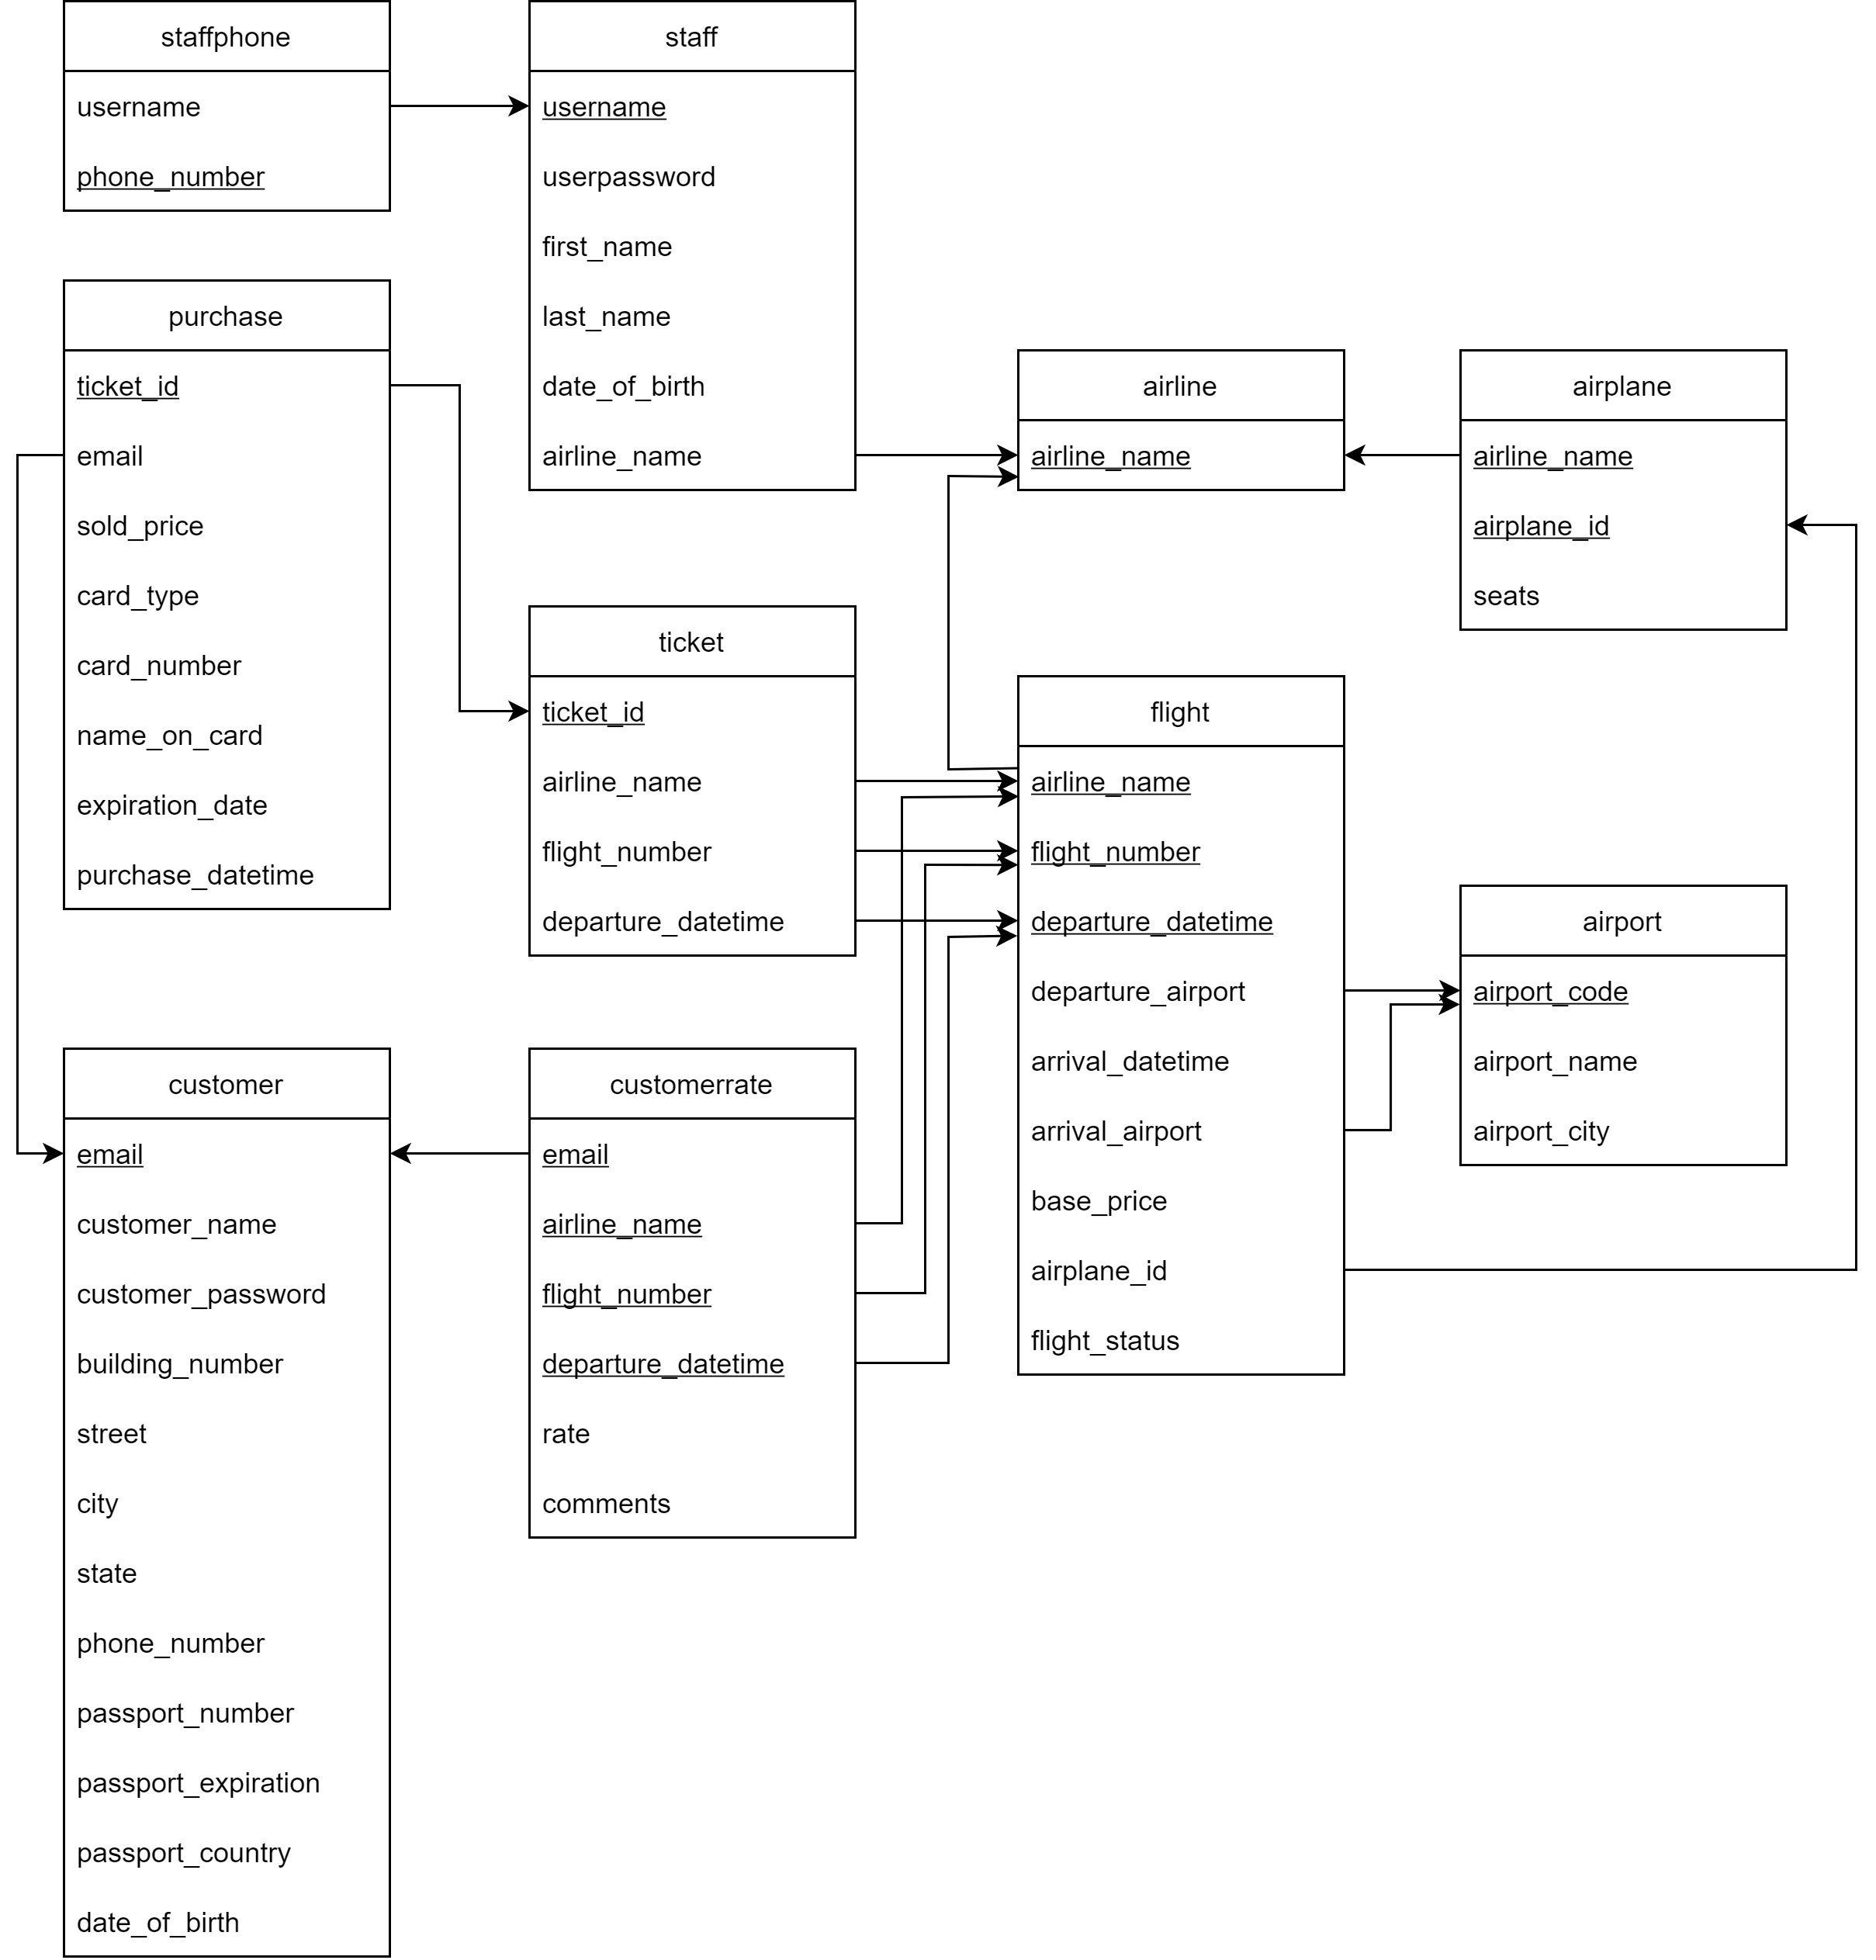 staffphone
username
phone_number
staff
username
userpassword
first_name
last_name
date_of_birth
airline_name
purchase
ticket_id
email
sold_price
card_type
card_number
name_on_card
expiration_date
purchase_datetime
airline
airline_name
airplane
airline_name
airplane_id
seats
ticket
ticket_id
airline_name
flight_number
departure_datetime
flight
airline_name
flight_number
departure_datetime
departure_airport
arrival_datetime
arrival_airport
base_price
airplane_id
flight_status
airport
airport_code
airport_name
airport_city
customer
email
customer_name
customer_password
building_number
street
city
state
phone_number
passport_number
passport_expiration
passport_country
date_of_birth
customerrate
email
airline_name
flight_number
departure_datetime
rate
comments